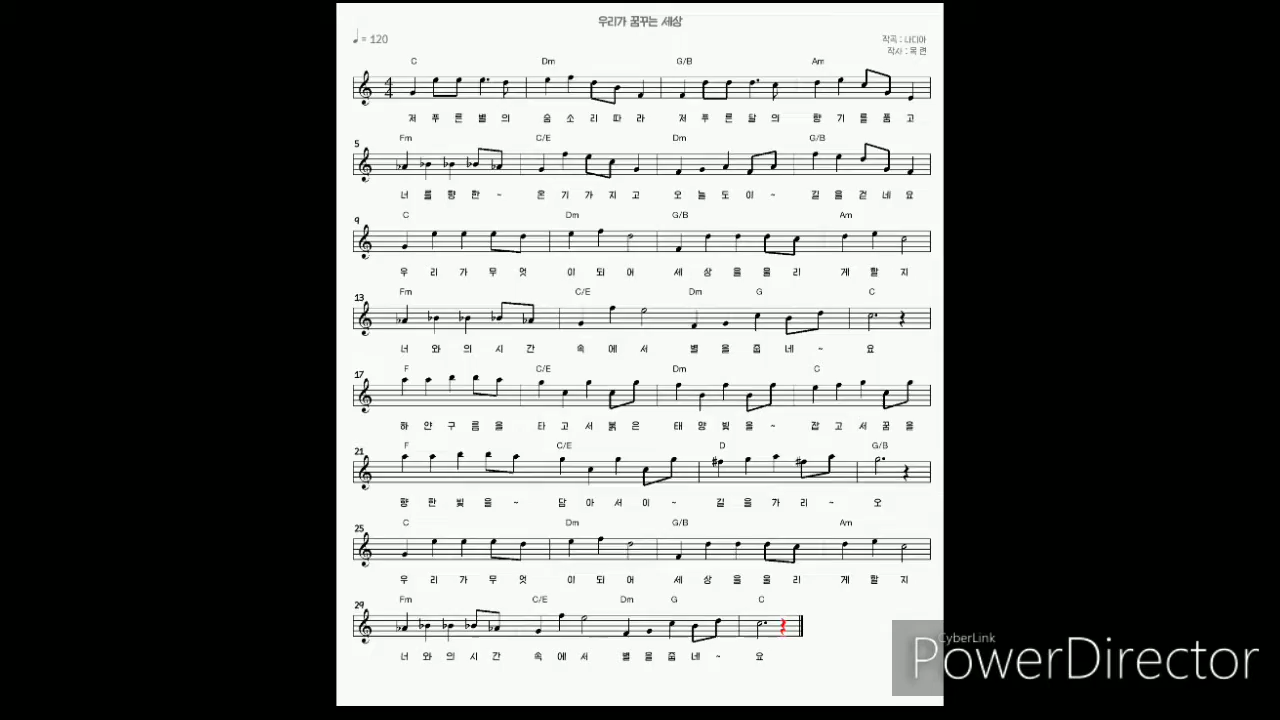 우리가 꿈꾸는 세상
♩ = 120
작곡 : 나디아
작사 : 목련
C Dm G/B Am
4 4
저 푸 른 별 의 숨 소 리 따 라 저 푸 른 달 의 향 기 를 품 고
5
Fm C/E Dm G/B
너 를 향 한 ~ 온 기 가 지 고 오 늘 도 이 ~ 길 을 걷 네 요
9
C Dm G/B Am
우 리 가 무 엇 이 되 어 세 상 을 울 리 게 할 지
13
Fm C/E Dm G C
너 와 의 시 간 속 에 서 별 을 줍 네 ~ 요
17
F C/E Dm C
하 얀 구 름 을 타 고 서 붉 은 태 양 빛 을 ~ 잡 고 서 꿈 을
21
F C/E D G/B
향 한 빛 을 ~ 담 아 서 이 ~ 길 을 가 리 ~ 오
25
C Dm G/B Am
우 리 가 무 엇 이 되 어 세 상 을 울 리 게 할 지
29
Fm C/E Dm G C
너 와 의 시 간 속 에 서 별 을 줍 네 ~ 요
CyberLink
PowerDirector